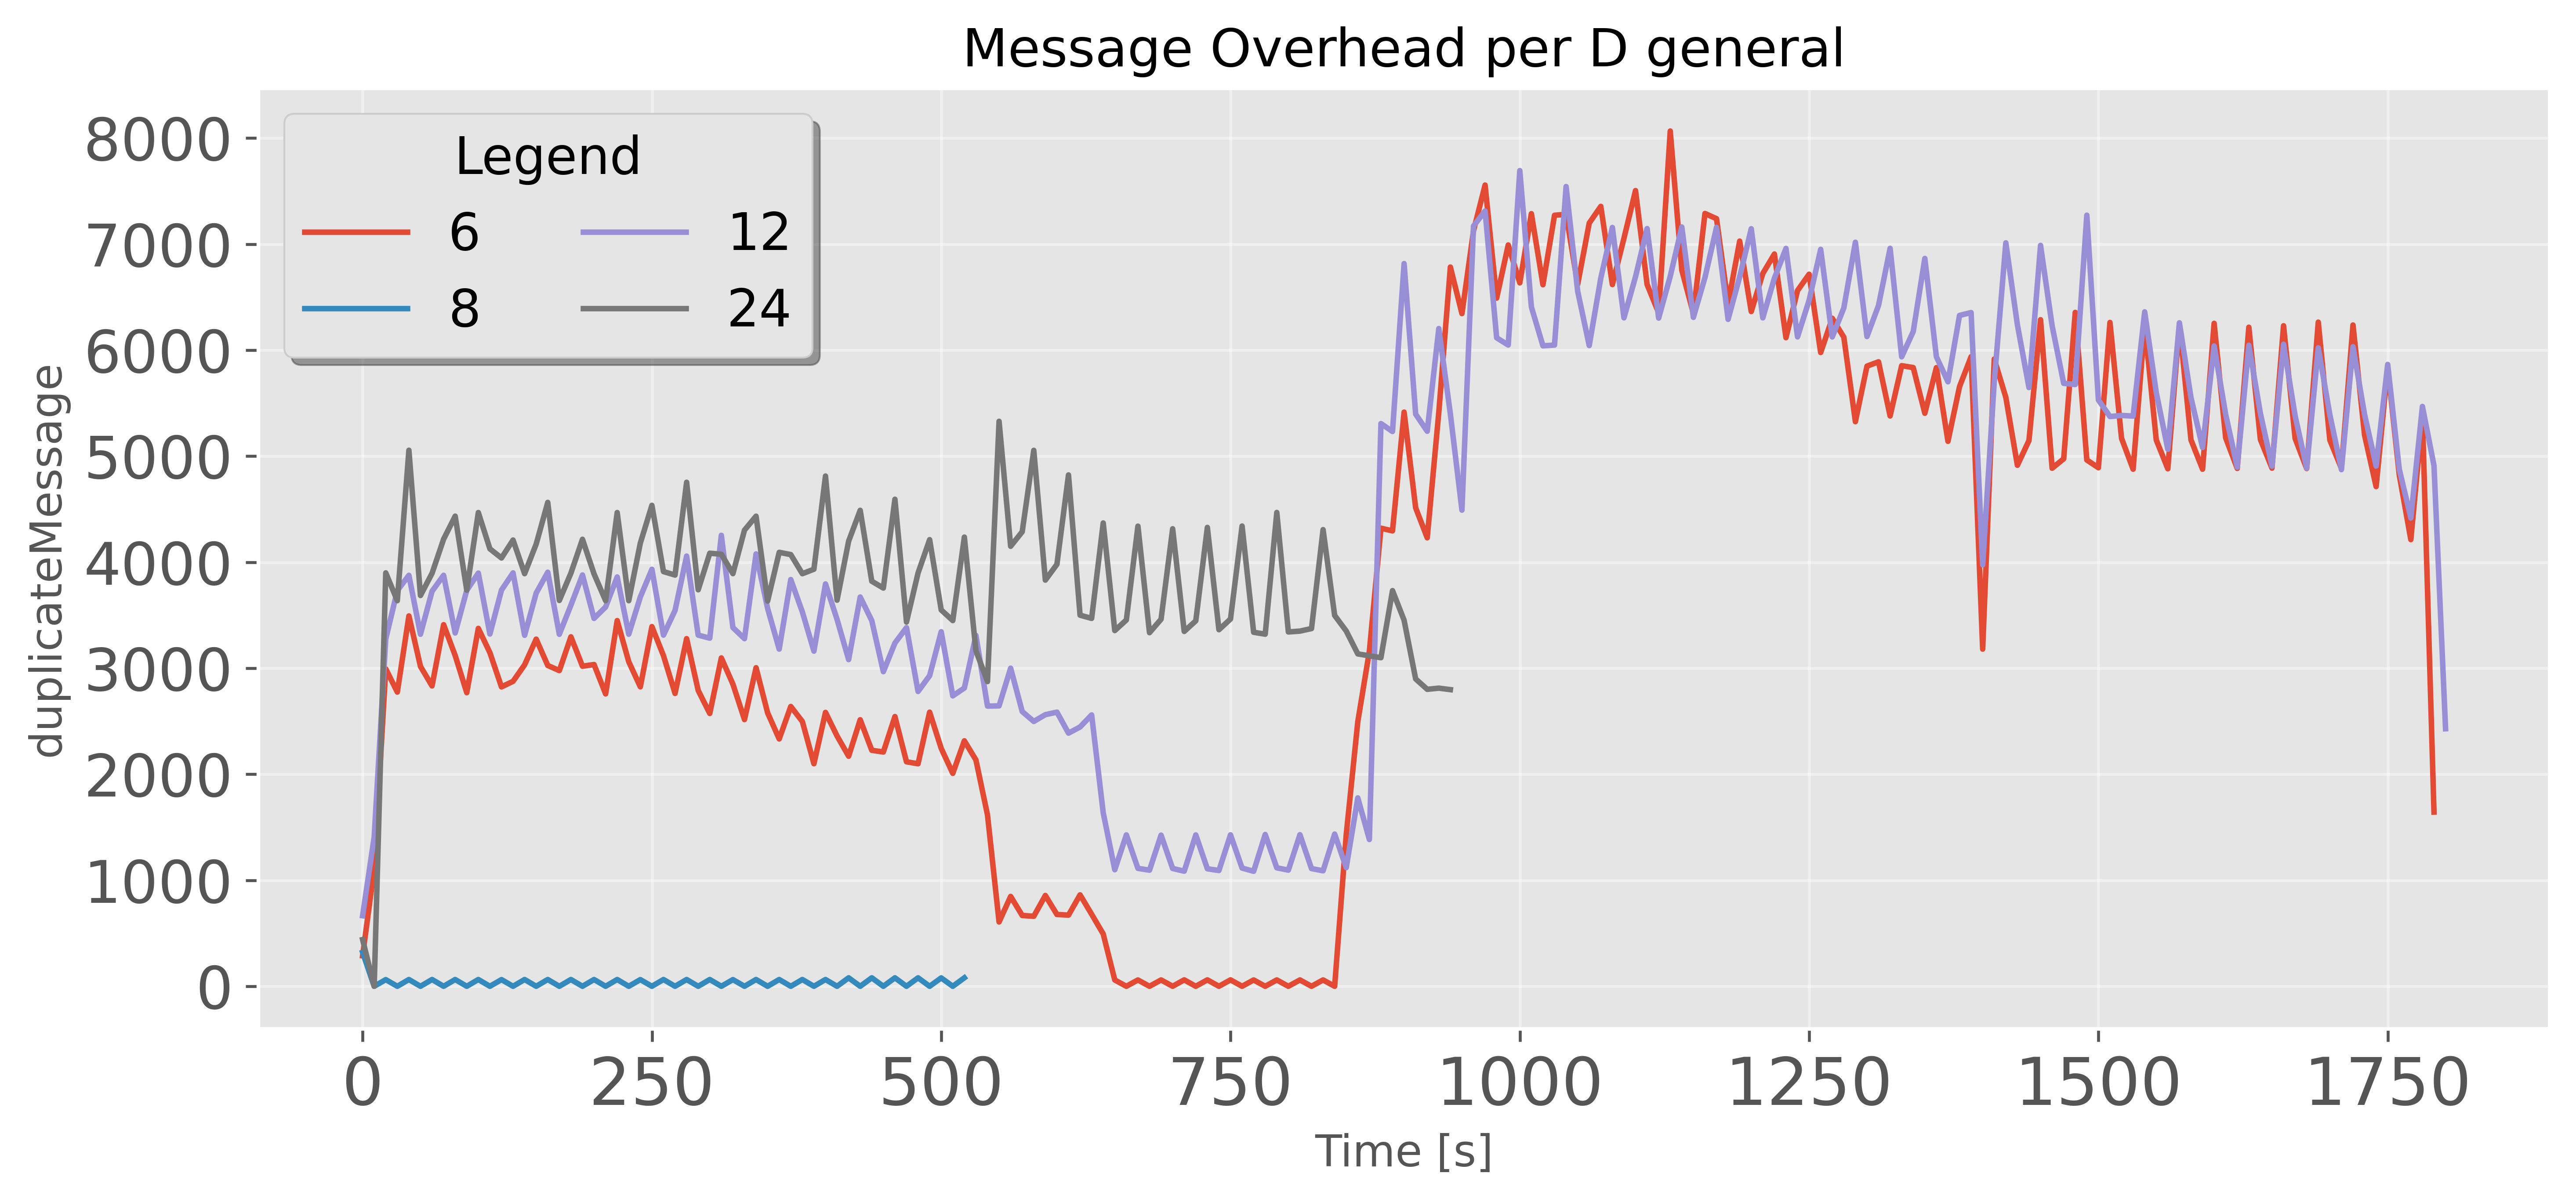 Message Overhead per D general
Legend
6 12
8 24
duplicateMessage
8000
7000
6000
5000
4000
3000
2000
1000
0
0 250 500 750 1000 1250 1500 1750
Time [s]